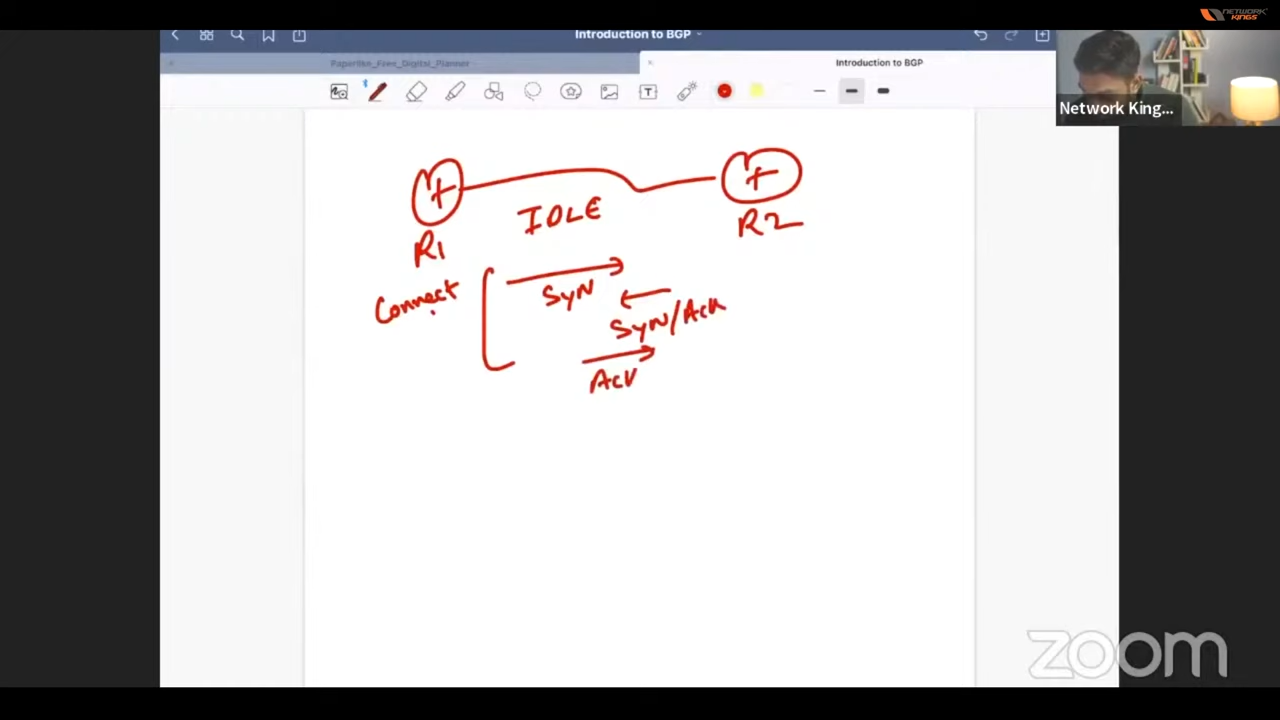 NETWORK
KINGS
Introduction to BGP
Paperlike_Free_Digital_Planner
Introduction to BGP
Network King...
T
R1
IDLE
R2
Connect
SYN
SYN/Ack
Ack
zoom